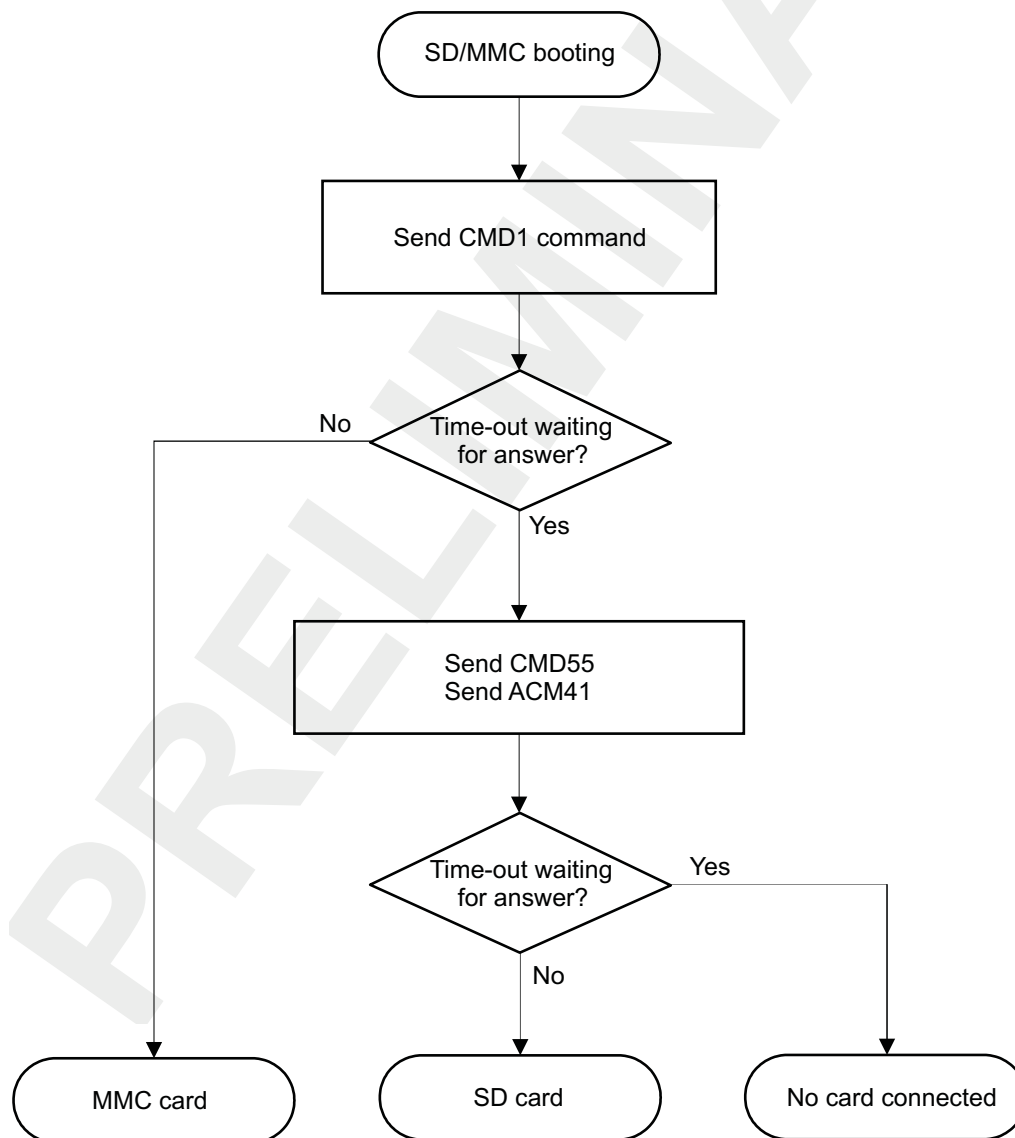 SD/MMC booting
Send CMD1 command
No
Time-out waiting
for answer?
Yes
Send CMD55
Send ACM41
Time-out waiting
for answer?
Yes
No
MMC card
SD card
No card connected
PRELIMINA